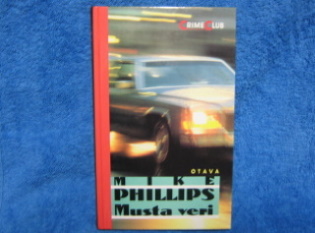 CRIME CLUB
OTAVA
MIKE
PHILLIPS
Musta veri